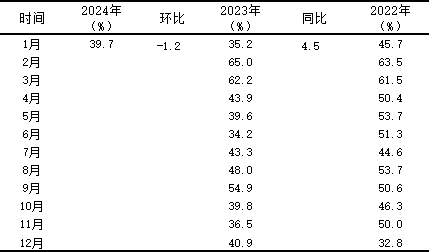 时间 2024年（%） 环比 2023年（%） 同比 2022年（%）
1月 39.7 -1.2 35.2 4.5 45.7
2月 65.0 63.5
3月 62.2 61.5
4月 43.9 50.4
5月 39.6 53.7
6月 34.2 51.3
7月 43.3 44.6
8月 48.0 53.7
9月 54.9 50.6
10月 39.8 46.3
11月 36.5 50.0
12月 40.9 32.8